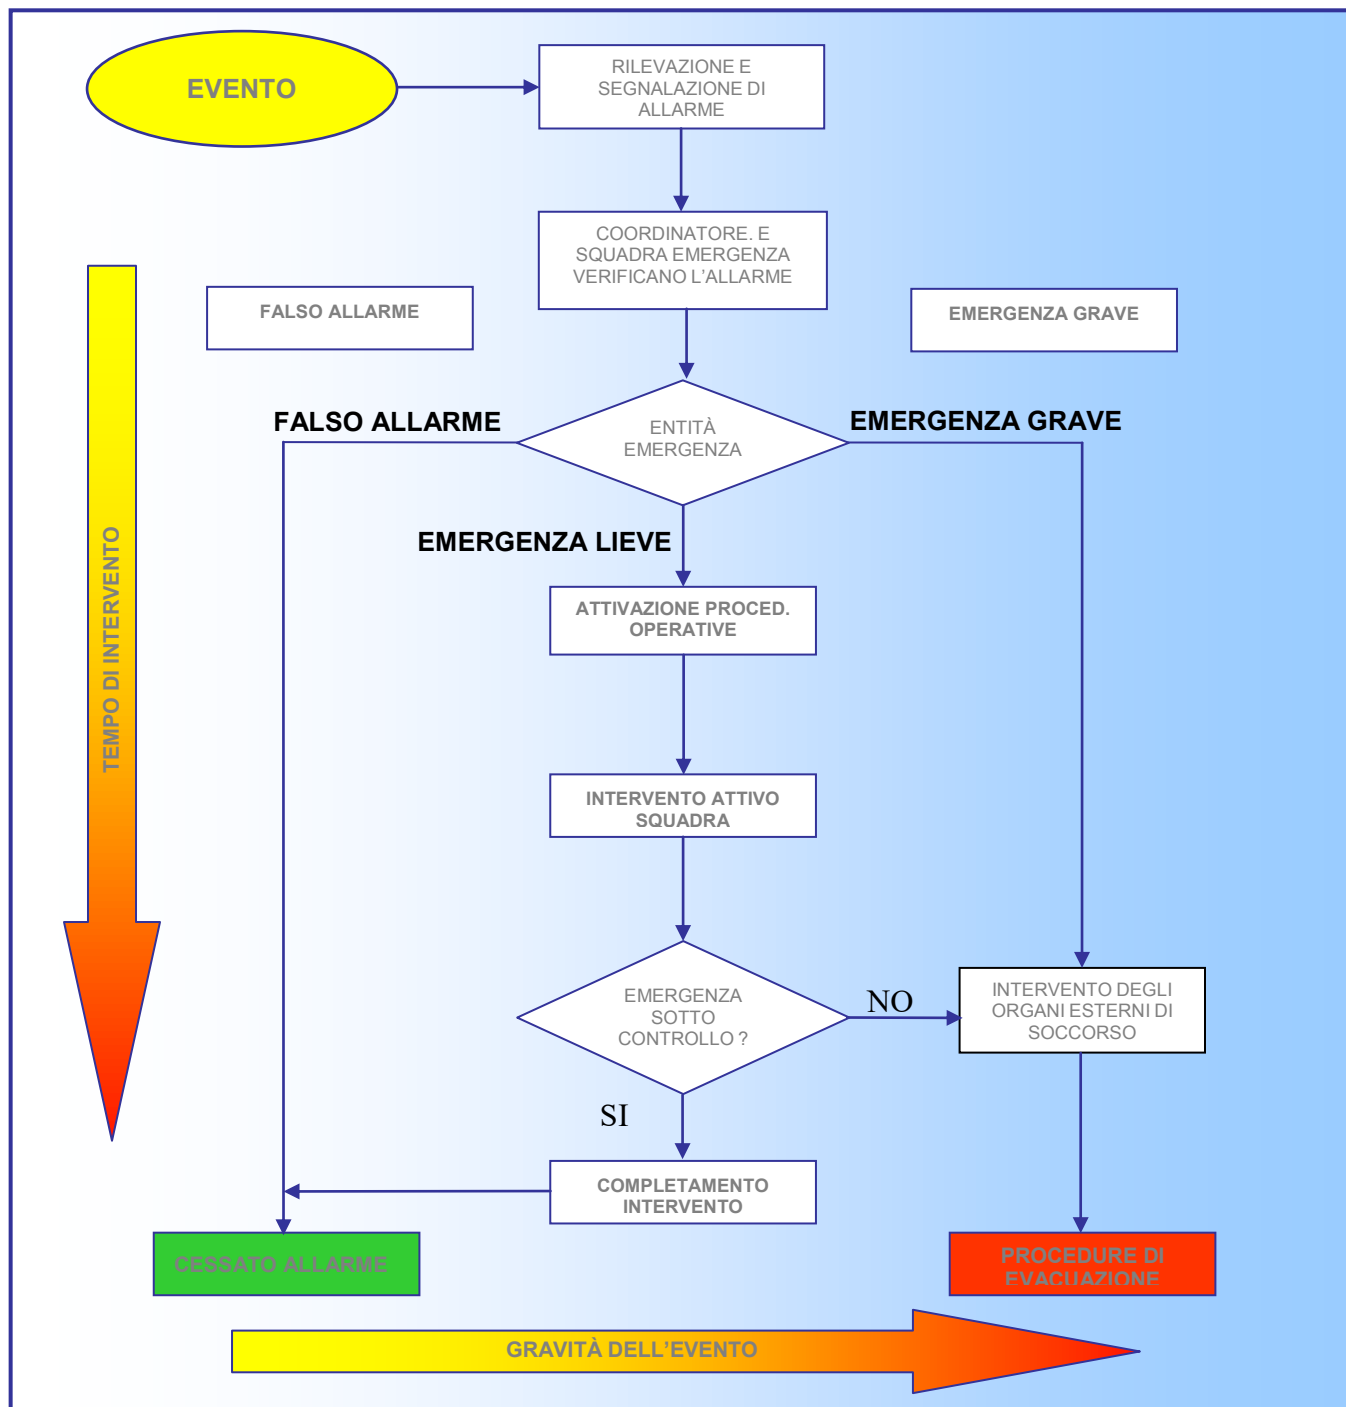 EVENTO
RILEVAZIONE E
SEGNALAZIONE DI
ALLARME
COORDINATORE. E
SQUADRA EMERGENZA
VERIFICANO L'ALLARME
FALSO ALLARME
EMERGENZA GRAVE
FALSO ALLARME
EMERGENZA GRAVE
ENTITÀ
EMERGENZA
EMERGENZA LIEVE
TEMPO DI INTERVENTO
ATTIVAZIONE PROCED.
OPERATIVE
INTERVENTO ATTIVO
SQUADRA
EMERGENZA
SOTTO
CONTROLLO ?
NO
INTERVENTO DEGLI
ORGANI ESTERNI DI
SOCCORSO
SI
COMPLETAMENTO
INTERVENTO
CESSATO ALLARME
PROCEDURE DI
EVACUAZIONE
GRAVITÀ DELL'EVENTO